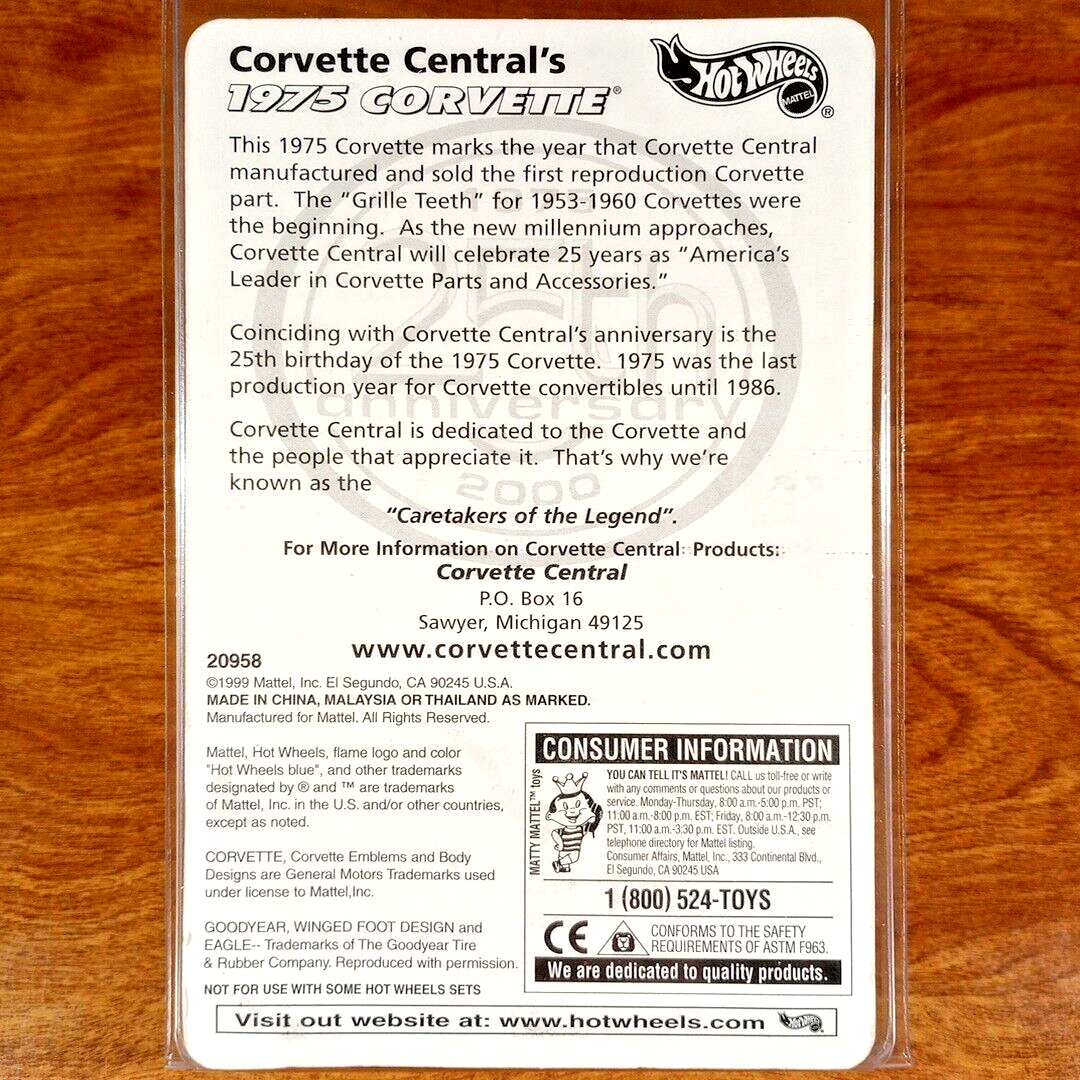 Corvette Central's
1975 CORVETTE®
HOT WHEELS
MATTEL
®
This 1975 Corvette marks the year that Corvette Central
manufactured and sold the first reproduction Corvette
part. The "Grille Teeth" for 1953-1960 Corvettes were
the beginning. As the new millennium approaches,
Corvette Central will celebrate 25 years as "America's
Leader in Corvette Parts and Accessories."
1975
25th
anniversary
2000
Coinciding with Corvette Central's anniversary is the
25th birthday of the 1975 Corvette. 1975 was the last
production year for Corvette convertibles until 1986.
Corvette Central is dedicated to the Corvette and
the people that appreciate it. That's why we're
known as the
"Caretakers of the Legend".
For More Information on Corvette Central Products:
Corvette Central
P.O. Box 16
Sawyer, Michigan 49125
www.corvettecentral.com
20958
©1999 Mattel, Inc. El Segundo, CA 90245 U.S.A.
MADE IN CHINA, MALAYSIA OR THAILAND AS MARKED.
Manufactured for Mattel. All Rights Reserved.
Mattel, Hot Wheels, flame logo and color
"Hot Wheels blue", and other trademarks
designated by ® and ™ are trademarks
of Mattel, Inc. in the U.S. and/or other countries,
except as noted.
CORVETTE, Corvette Emblems and Body
Designs are General Motors Trademarks used
under license to Mattel,Inc.
GOODYEAR, WINGED FOOT DESIGN and
EAGLE-- Trademarks of The Goodyear Tire
& Rubber Company. Reproduced with permission.
NOT FOR USE WITH SOME HOT WHEELS SETS
CONSUMER INFORMATION
MATTY MATTEL™ toys
YOU CAN TELL IT'S MATTEL! CALL us toll-free or write
with any comments or questions about our products or
service. Monday-Thursday, 8:00 a.m.-5:00 p.m. PST;
11:00 a.m.-8:00 p.m. EST; Friday, 8:00 a.m.-12:30 p.m.
PST, 11:00 a.m.-3:30 p.m. EST. Outside U.S.A., see
telephone directory for Mattel listing.
Consumer Affairs, Mattel, Inc., 333 Continental Blvd.,
El Segundo, CA 90245 USA
1 (800) 524-TOYS
CE
CONFORMS TO THE SAFETY
REQUIREMENTS OF ASTM F963.
We are dedicated to quality products.
Visit out website at: www.hotwheels.com
HOT WHEELS